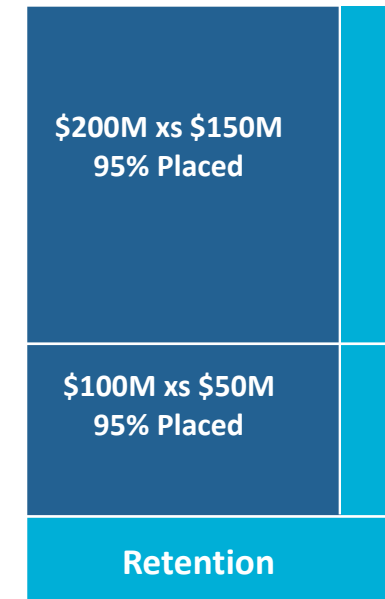 $200M xs $150M
95% Placed
$100M xs $50M
95% Placed
Retention